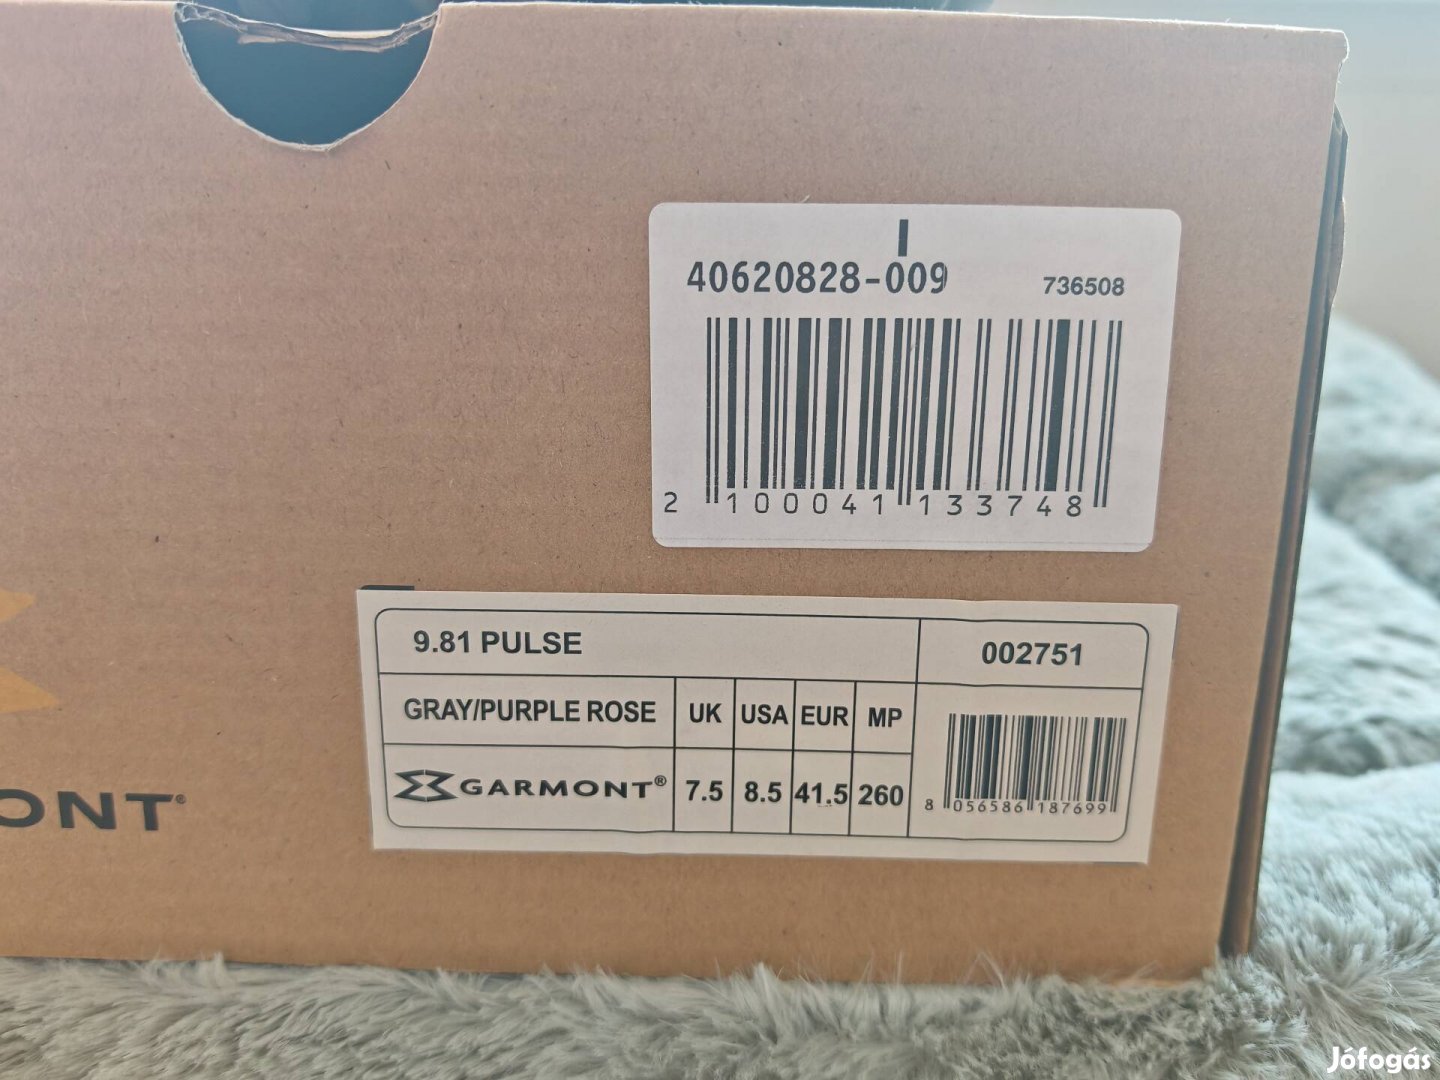 40620828-009 736508
2 100041 133748
9.81 PULSE 002751
GRAY/PURPLE ROSE UK USA EUR MP
GARMONT® 7.5 8.5 41.5 260
8 056586 187699
ONT®
Jófogás